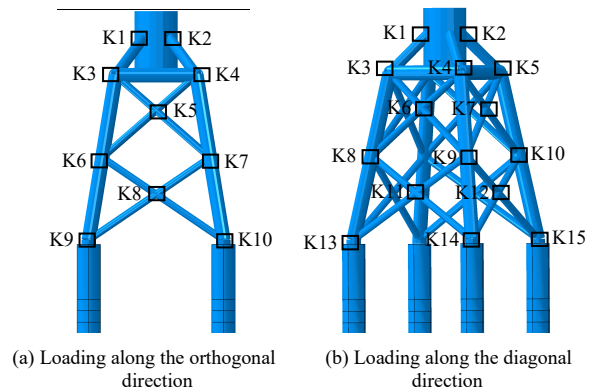 K1 K2 K1 K2
K3 K4 K3 K4 K5
K5 K6 K7
K6 K7 K8 K9 K10
K8 K11 K12
K9 K10 K13 K14 K15
(a) Loading along the orthogonal (b) Loading along the diagonal
direction direction